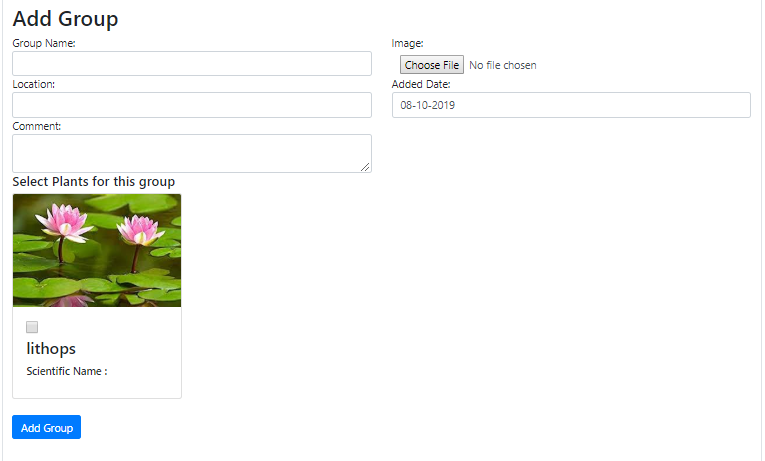 Add Group
Group Name:
Image:
Choose File No file chosen
Location:
Added Date:
08-10-2019
Comment:
Select Plants for this group
lithops
Scientific Name :
Add Group